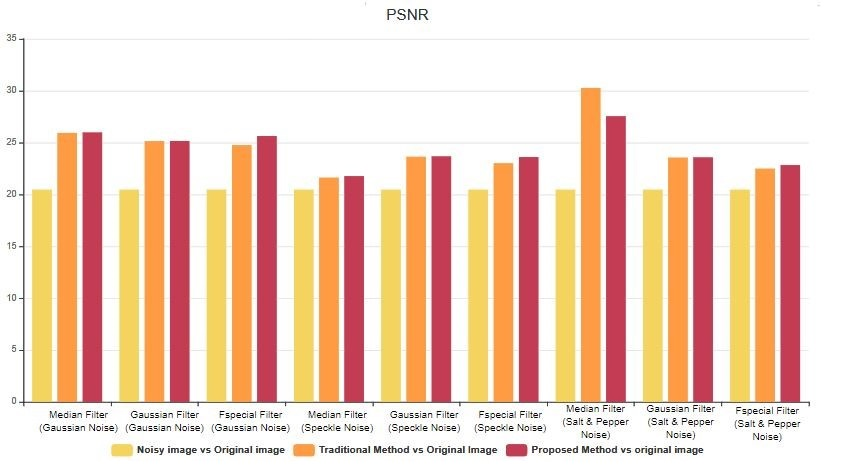 PSNR
35
30
25
20
15
10
5
0
Median Filter
(Gaussian Noise)
Gaussian Filter
(Gaussian Noise)
Fspecial Filter
(Gaussian Noise)
Median Filter
(Speckle Noise)
Gaussian Filter
(Speckle Noise)
Fspecial Filter
(Speckle Noise)
Median Filter
(Salt & Pepper
Noise)
Gaussian Filter
(Salt & Pepper
Noise)
Fspecial Filter
(Salt & Pepper
Noise)
Noisy image vs Original image
Traditional Method vs Original Image
Proposed Method vs original image